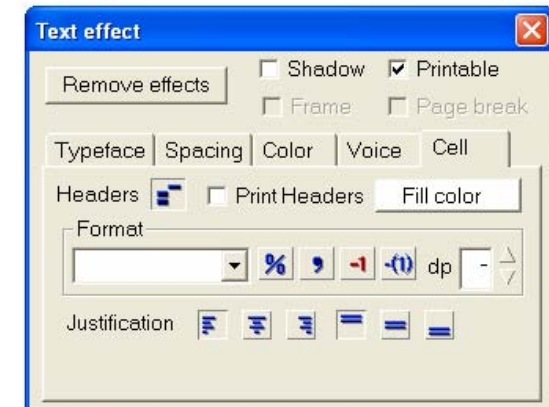 Text effect
Remove effects Shadow Printable
Frame Page break
Typeface Spacing Color Voice Cell
Headers Print Headers Fill color
Format
% , -1 -(1) dp -
Justification